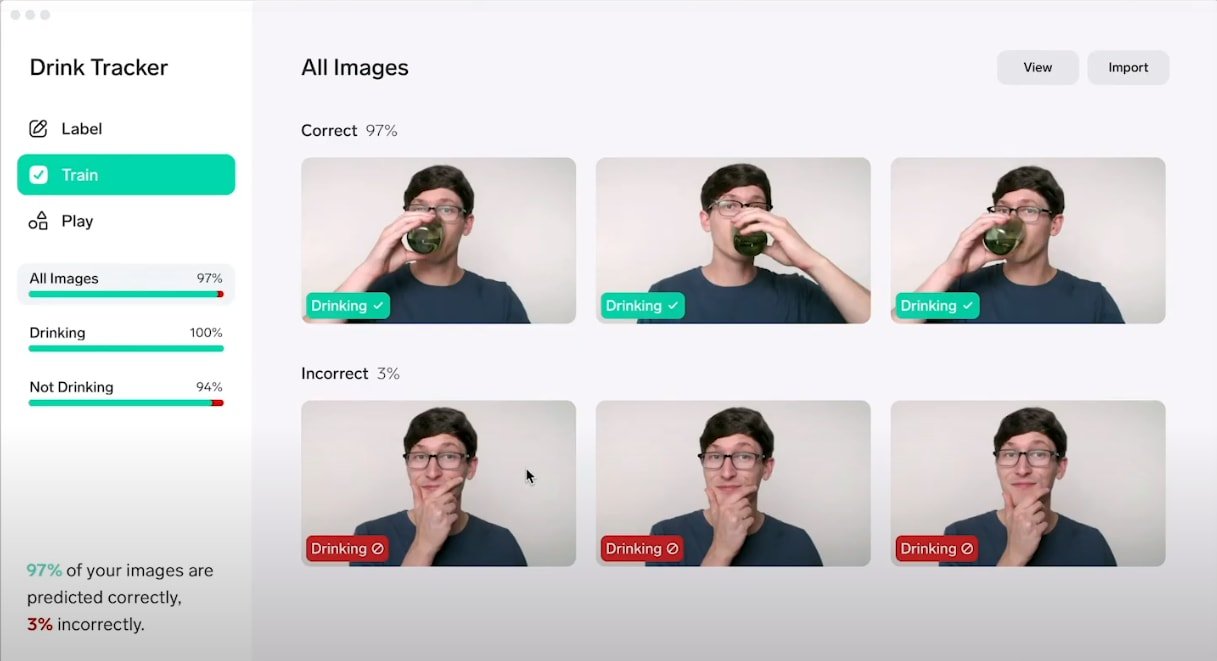 Drink Tracker
Label
Train
Play
All Images 97%
Drinking 100%
Not Drinking 94%
97% of your images are
predicted correctly,
3% incorrectly.
All Images
View Import
Correct 97%
Drinking Drinking Drinking
Incorrect 3%
Drinking Drinking Drinking